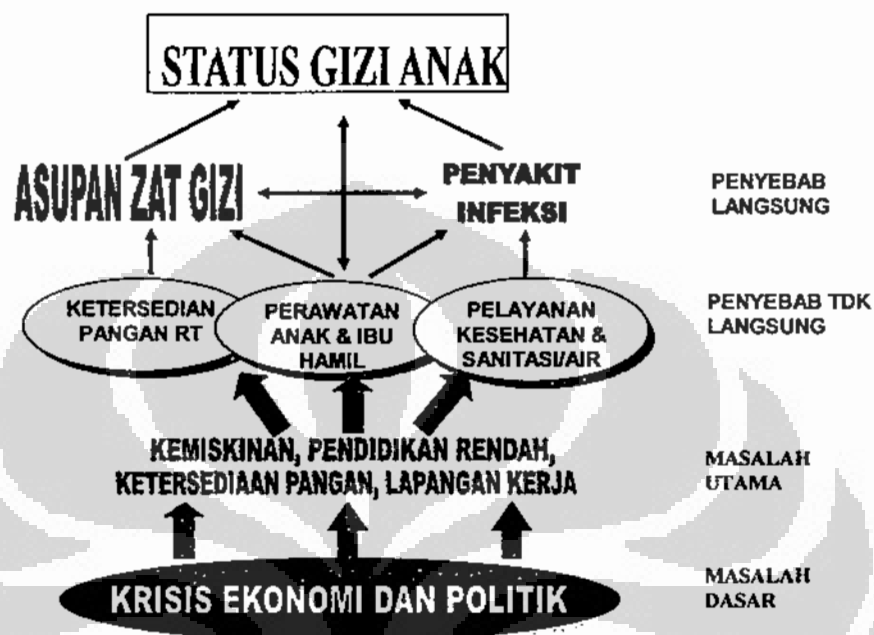 STATUS GIZI ANAK
ASUPAN ZAT GIZI
PENYAKIT
INFEKSI
PENYEBAB
LANGSUNG
KETERSEDIAN
PANGAN RT
PERAWATAN
ANAK & IBU
HAMIL
PELAYANAN
KESEHATAN &
SANITASI/AIR
PENYEBAB TDK
LANGSUNG
KEMISKINAN, PENDIDIKAN RENDAH,
KETERSEDIAAN PANGAN, LAPANGAN KERJA
MASALAH
UTAMA
KRISIS EKONOMI DAN POLITIK
MASALAH
DASAR